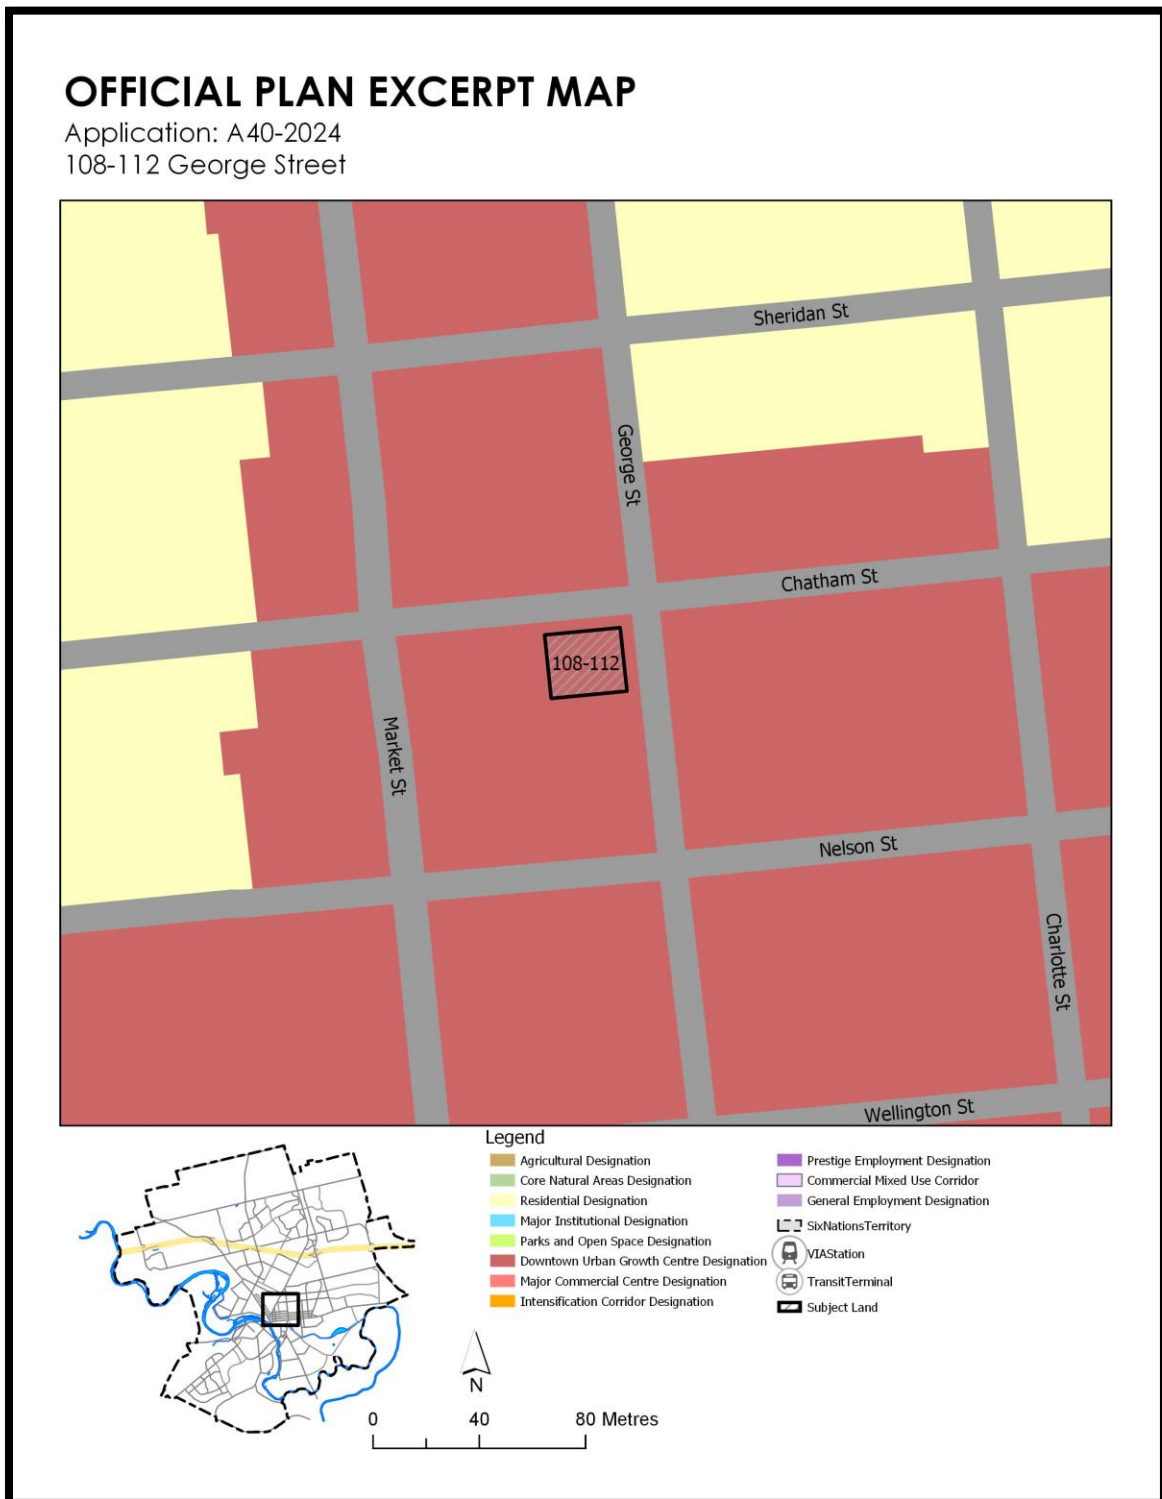 OFFICIAL PLAN EXCERPT MAP
Application: A40-2024
108-112 George Street
Sheridan St
George St
Chatham St
108-112
Market St
Nelson St
Charlotte St
Wellington St
Legend
Agricultural Designation
Core Natural Areas Designation
Residential Designation
Major Institutional Designation
Parks and Open Space Designation
Downtown Urban Growth Centre Designation
Major Commercial Centre Designation
Intensification Corridor Designation
Prestige Employment Designation
Commercial Mixed Use Corridor
General Employment Designation
SixNationsTerritory
VIAStation
TransitTerminal
Subject Land
N
0 40 80 Metres